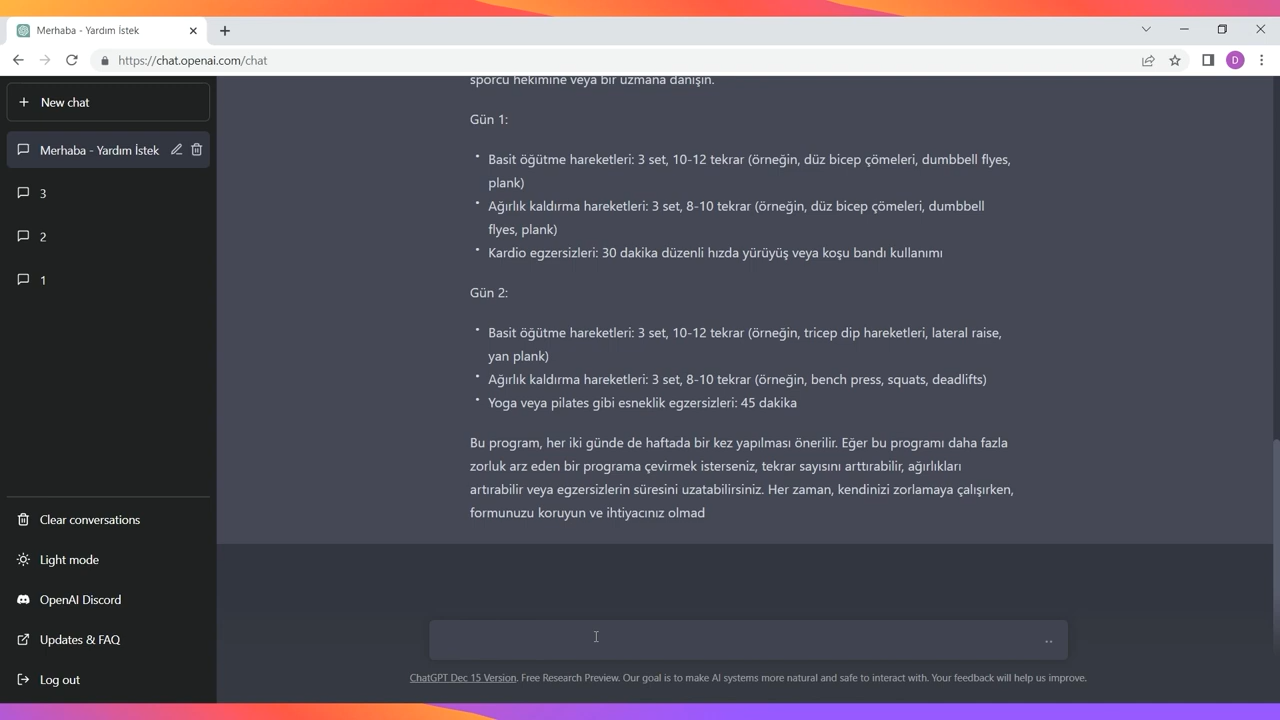 Merhaba - Yardım İstek
https://chat.openai.com/chat
D
New chat
Merhaba - Yardım İstek
3
2
1
Clear conversations
Light mode
OpenAI Discord
Updates & FAQ
Log out
sporcu hekimine veya bir uzmana danışın.
Gün 1:
• Basit öğütme hareketleri: 3 set, 10-12 tekrar (örneğin, düz bicep çömeleri, dumbbell flyes,
plank)
• Ağırlık kaldırma hareketleri: 3 set, 8-10 tekrar (örneğin, düz bicep çömeleri, dumbbell
flyes, plank)
• Kardio egzersizleri: 30 dakika düzenli hızda yürüyüş veya koşu bandı kullanımı
Gün 2:
• Basit öğütme hareketleri: 3 set, 10-12 tekrar (örneğin, tricep dip hareketleri, lateral raise,
yan plank)
• Ağırlık kaldırma hareketleri: 3 set, 8-10 tekrar (örneğin, bench press, squats, deadlifts)
• Yoga veya pilates gibi esneklik egzersizleri: 45 dakika
Bu program, her iki günde de haftada bir kez yapılması önerilir. Eğer bu programı daha fazla
zorluk arz eden bir programa çevirmek isterseniz, tekrar sayısını arttırabilir, ağırlıkları
artırabilir veya egzersizlerin süresini uzatabilirsiniz. Her zaman, kendinizi zorlamaya çalışırken,
formunuzu koruyun ve ihtiyacınız olmad
ChatGPT Dec 15 Version. Free Research Preview. Our goal is to make AI systems more natural and safe to interact with. Your feedback will help us improve.